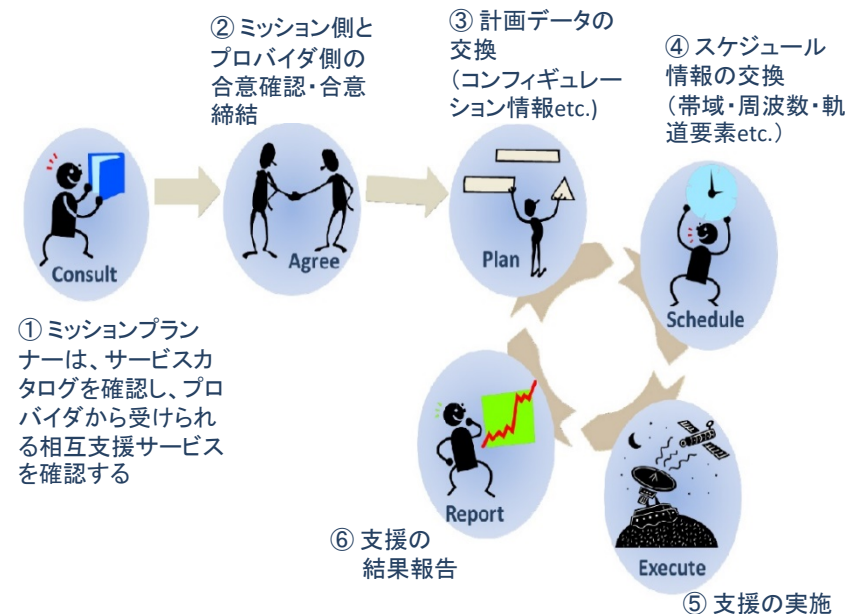 ② ミッション側と
プロバイダ側の
合意確認・合意
締結
③ 計画データの
交換
（コンフィギュレー
ション情報etc.)
④ スケジュール
情報の交換
（帯域・周波数・軌
道要素etc.）
Consult
Agree
Plan
Schedule
① ミッションプラン
ナーは、サービスカ
タログを確認し、プロ
バイダから受けられ
る相互支援サービス
を確認する
Report
Execute
⑥ 支援の
結果報告
⑤ 支援の実施